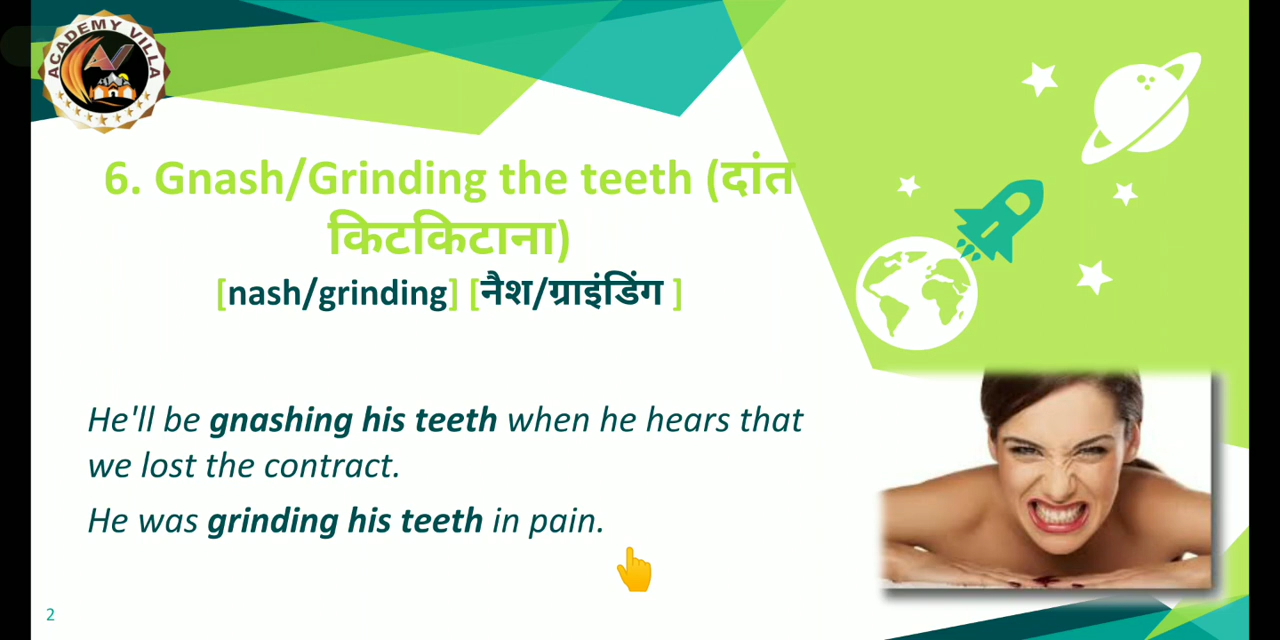 ACADEMY VILLA
AV
6. Gnash/Grinding the teeth (दांत
किटकिटाना)
[nash/grinding] [नैश/ग्राइंडिंग ]
He'll be gnashing his teeth when he hears that
we lost the contract.
He was grinding his teeth in pain.
2